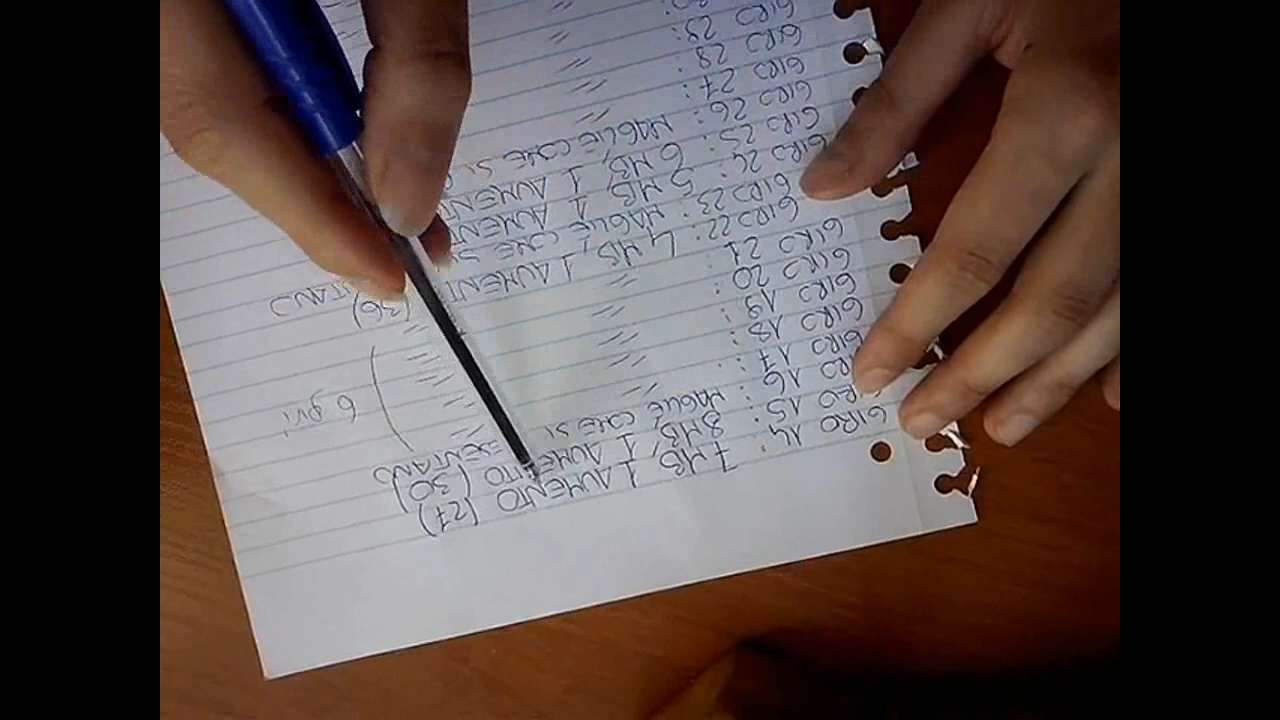 GIRO 14: 7 MB, 1 AUMENTO (27)
GIRO 15: 8 MB, 1 AUMENTO (30)
GIRO 16: MAGLIE COME SI
GIRO 17: // //
GIRO 18: // //
GIRO 19: // //
GIRO 20: // //
GIRO 21: // //
6 giri
GIRO 22: 4 MB, 1 AUMENT (36)
GIRO 23: MAGLIE COME SI
GIRO 24: 5 MB, 1 AUMENT
GIRO 25: 6 MB, 1 AUMENTO
GIRO 26: MAGLIE COME SI
GIRO 27: //
GIRO 28: //
GIRO 29: